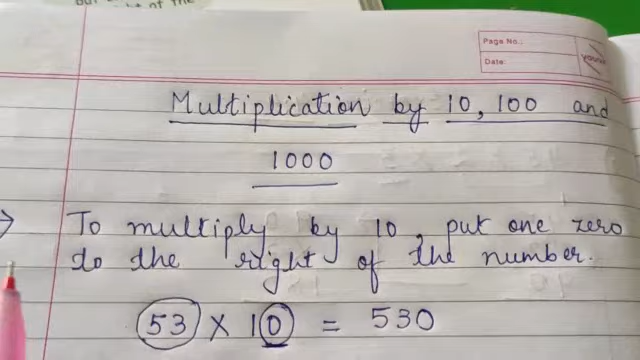 Page No.:
Date:
Multiplication by 10, 100 and
1000
→ To multiply by 10, put one zero
to the right of the number.
53 × 10 = 530